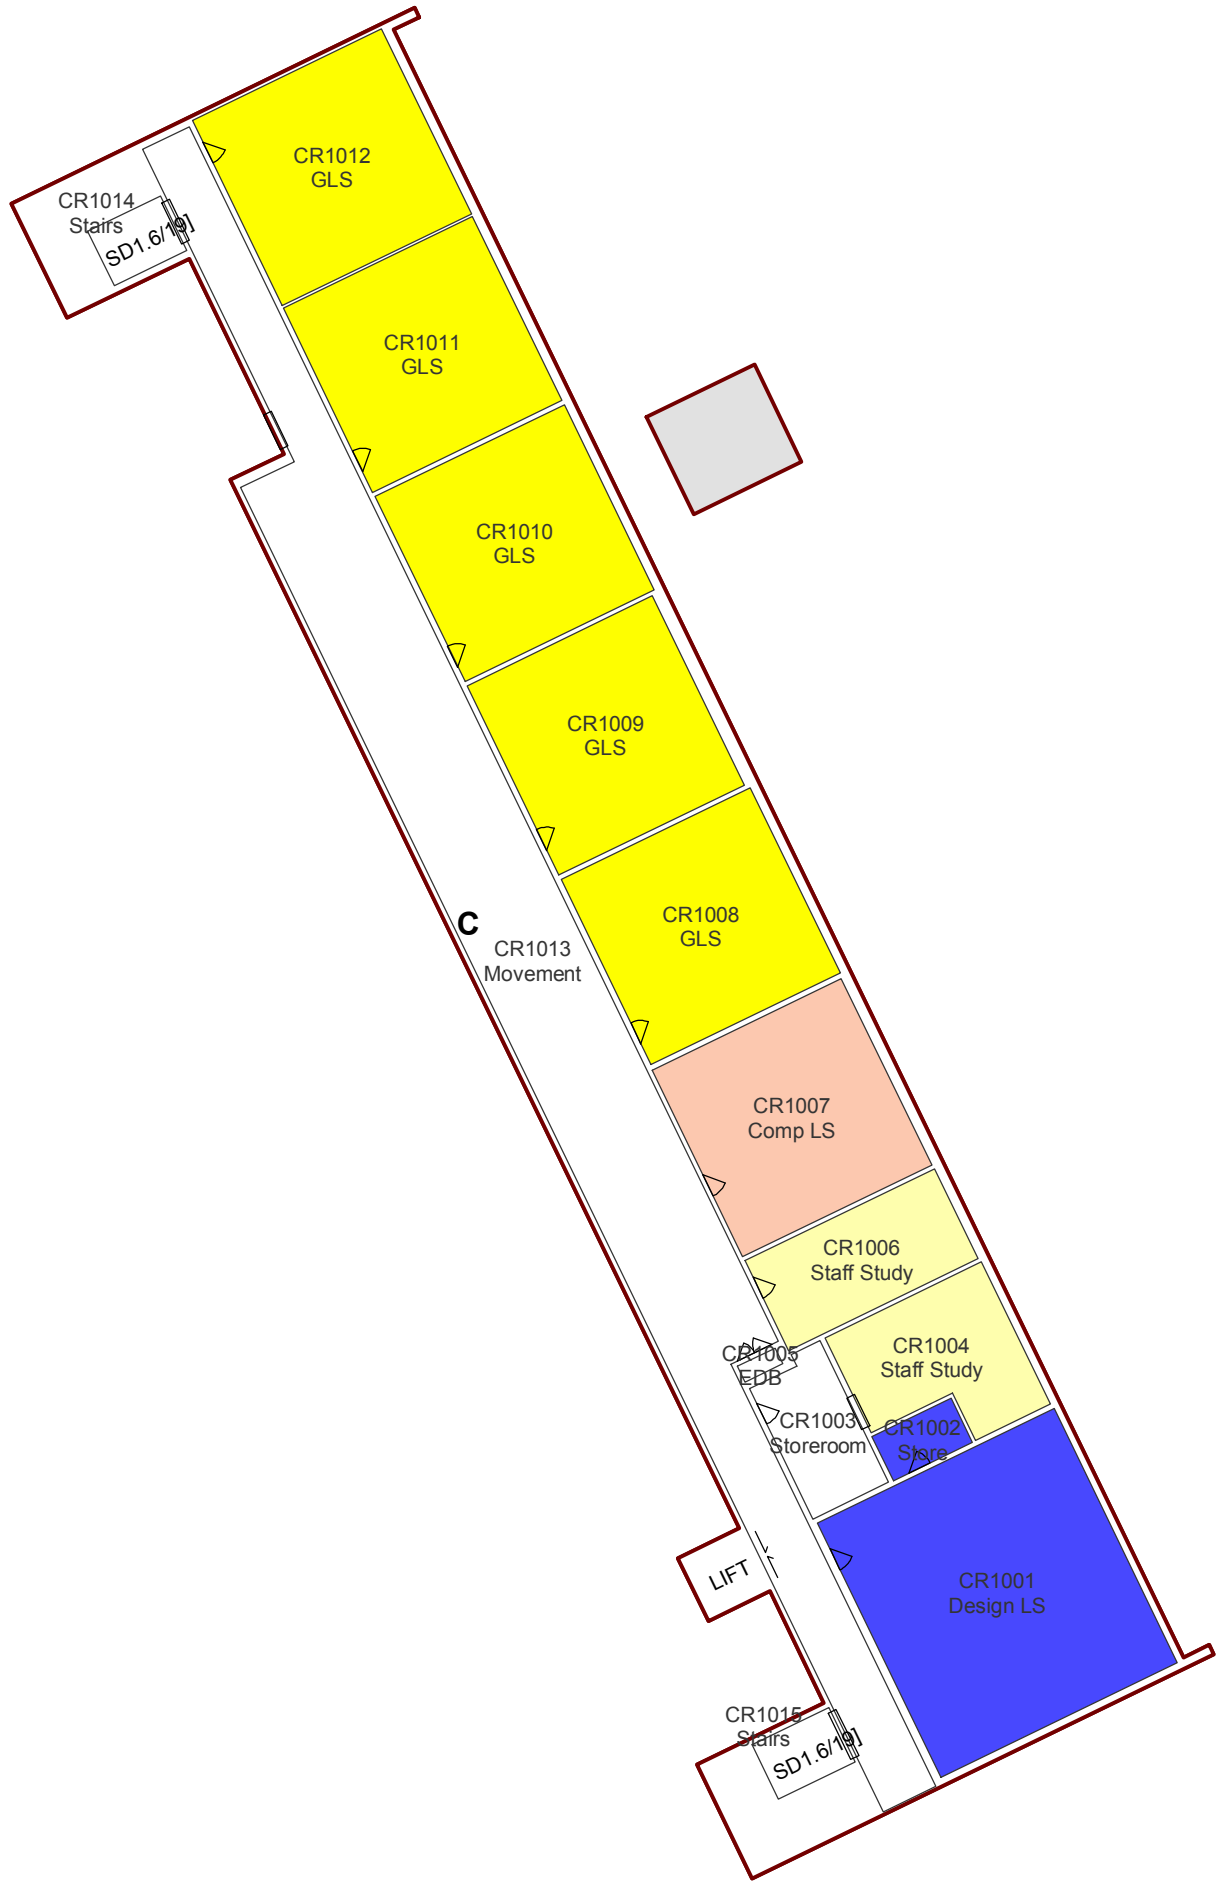 CR1012
GLS
CR1014
Stairs
SD1.6/19]
CR1011
GLS
CR1010
GLS
CR1009
GLS
C
CR1008
GLS
CR1013
Movement
CR1007
Comp LS
CR1006
Staff Study
CR1005
EDB
CR1004
Staff Study
CR1003
Storeroom
CR1002
Store
LIFT
CR1001
Design LS
CR1015
Stairs
SD1.6/19]